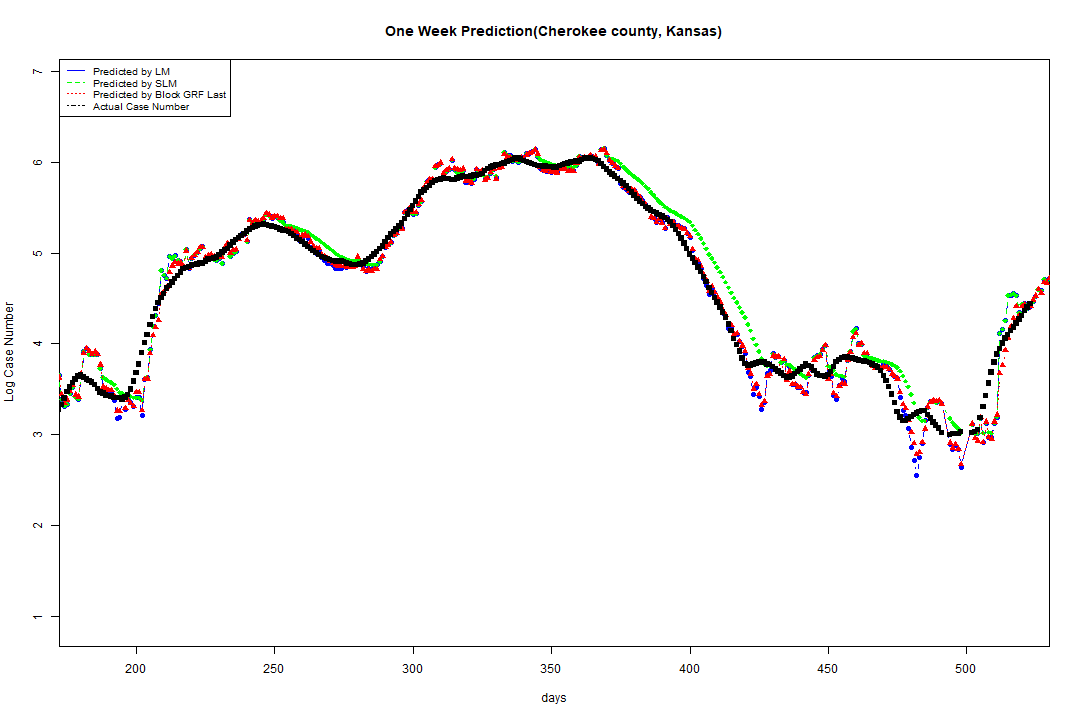 One Week Prediction(Cherokee county, Kansas)
Predicted by LM
Predicted by SLM
Predicted by Block GRF Last
Actual Case Number
7
6
5
4
3
2
1
Log Case Number
200 250 300 350 400 450 500
days